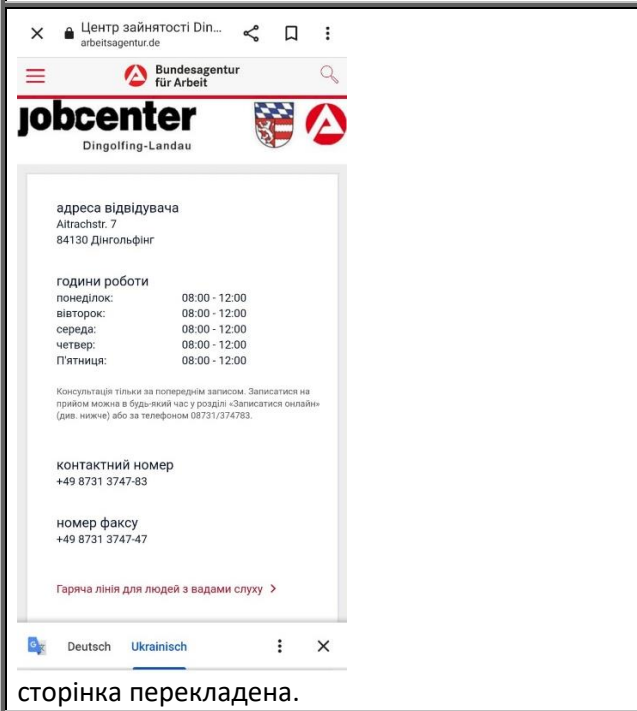 Центр зайнятості Din...
arbeitsagentur.de
Bundesagentur
für Arbeit
jobcenter
Dingolfing-Landau
адреса відвідувача
Aitrachstr. 7
84130 Дінгольфінг
години роботи
понеділок: 08:00 - 12:00
вівторок: 08:00 - 12:00
середа: 08:00 - 12:00
четвер: 08:00 - 12:00
П'ятниця: 08:00 - 12:00
Консультація тільки за попереднім записом. Записатися на
прийом можна в будь-який час у розділі «Записатися онлайн»
(див. нижче) або за телефоном 08731/374783.
контактний номер
+49 8731 3747-83
номер факсу
+49 8731 3747-47
Гаряча лінія для людей з вадами слуху
Deutsch Ukrainisch
сторінка перекладена.